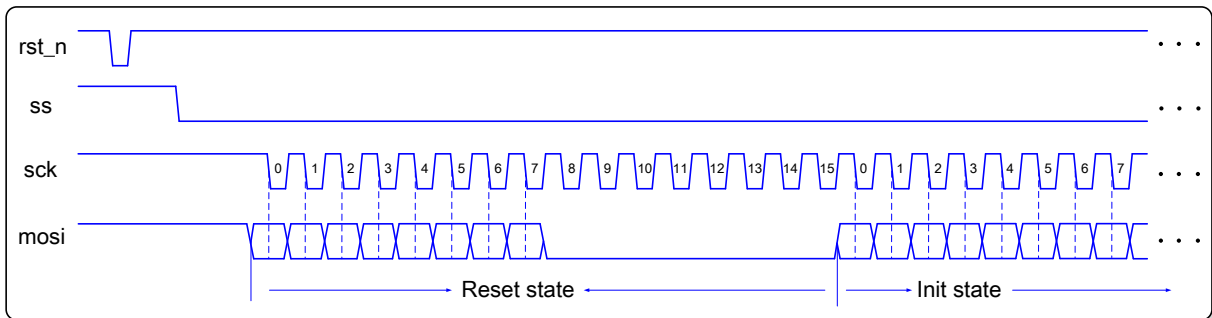 rst_n
. . .
ss
. . .
sck
0 1 2 3 4 5 6 7 8 9 10 11 12 13 14 15 0 1 2 3 4 5 6 7
. . .
mosi
. . .
Reset state
Init state